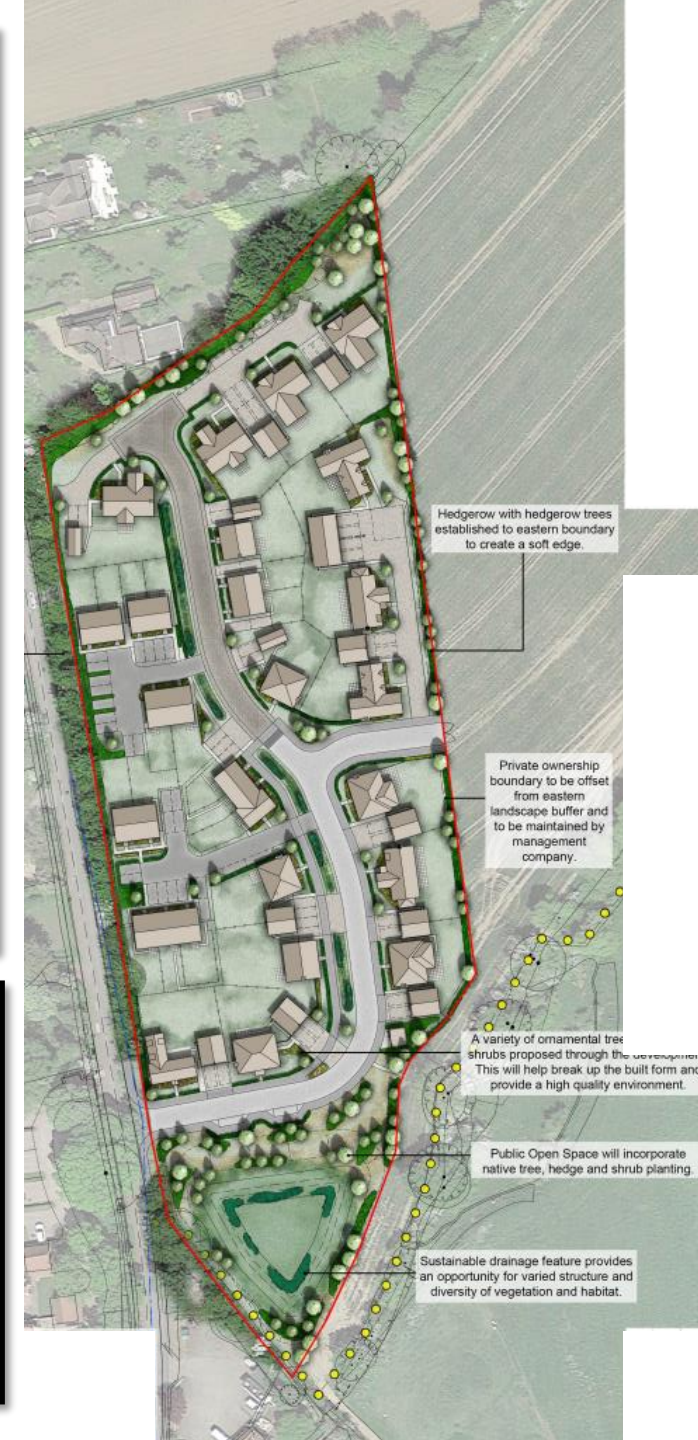 Hedgerow with hedgerow trees
established to eastern boundary
to create a soft edge.
Private ownership
boundary to be offset
from eastern
landscape buffer and
to be maintained by
management
company.
A variety of ornamental tree
shrubs proposed through the
This will help break up the built form and
provide a high quality environment.
Public Open Space will incorporate
native tree, hedge and shrub planting.
Sustainable drainage feature provides
an opportunity for varied structure and
diversity of vegetation and habitat.